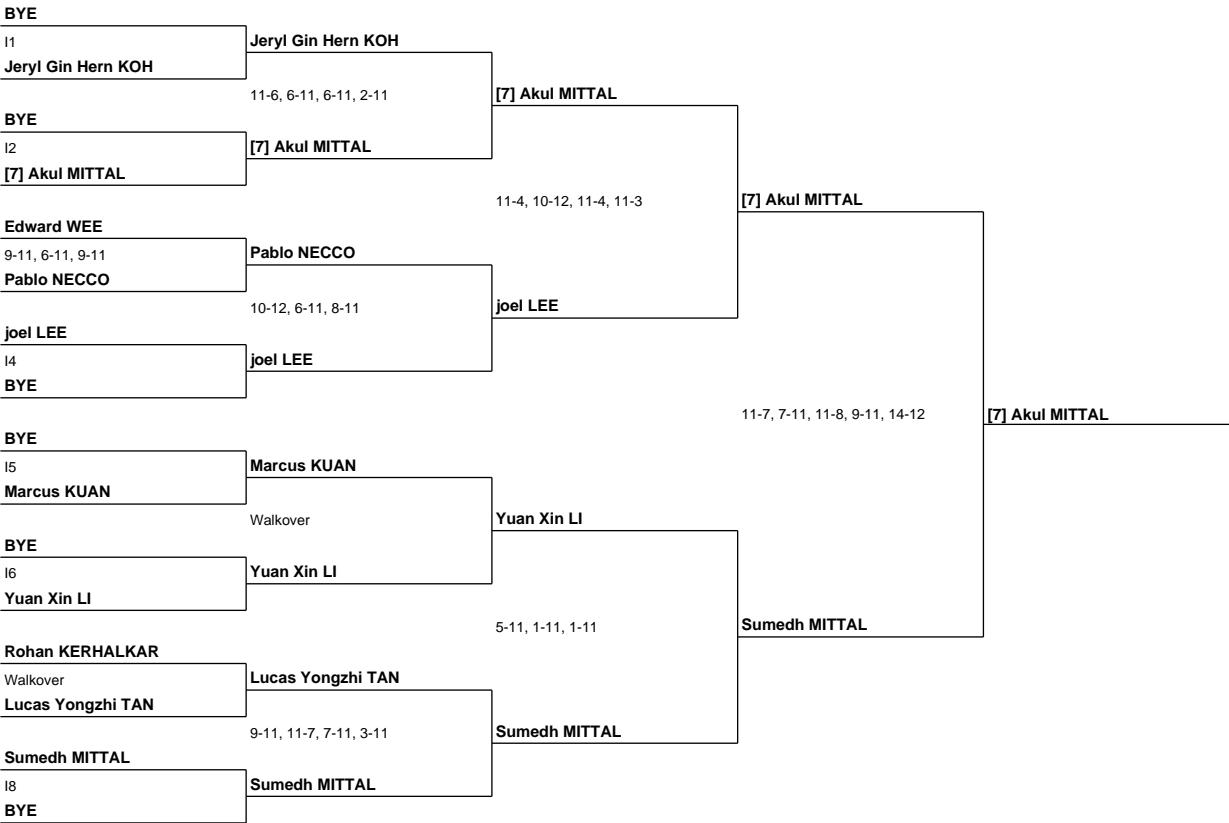 BYE
I1
Jeryl Gin Hern KOH
Jeryl Gin Hern KOH
11-6, 6-11, 6-11, 2-11
[7] Akul MITTAL
BYE
I2
[7] Akul MITTAL
[7] Akul MITTAL
11-4, 10-12, 11-4, 11-3
[7] Akul MITTAL
Edward WEE
9-11, 6-11, 9-11
Pablo NECCO
Pablo NECCO
10-12, 6-11, 8-11
joel LEE
joel LEE
I4
BYE
joel LEE
11-7, 7-11, 11-8, 9-11, 14-12
[7] Akul MITTAL
BYE
I5
Marcus KUAN
Marcus KUAN
Walkover
Yuan Xin LI
BYE
I6
Yuan Xin LI
Yuan Xin LI
5-11, 1-11, 1-11
Sumedh MITTAL
Rohan KERHALKAR
Walkover
Lucas Yongzhi TAN
Lucas Yongzhi TAN
9-11, 11-7, 7-11, 3-11
Sumedh MITTAL
Sumedh MITTAL
I8
BYE
Sumedh MITTAL